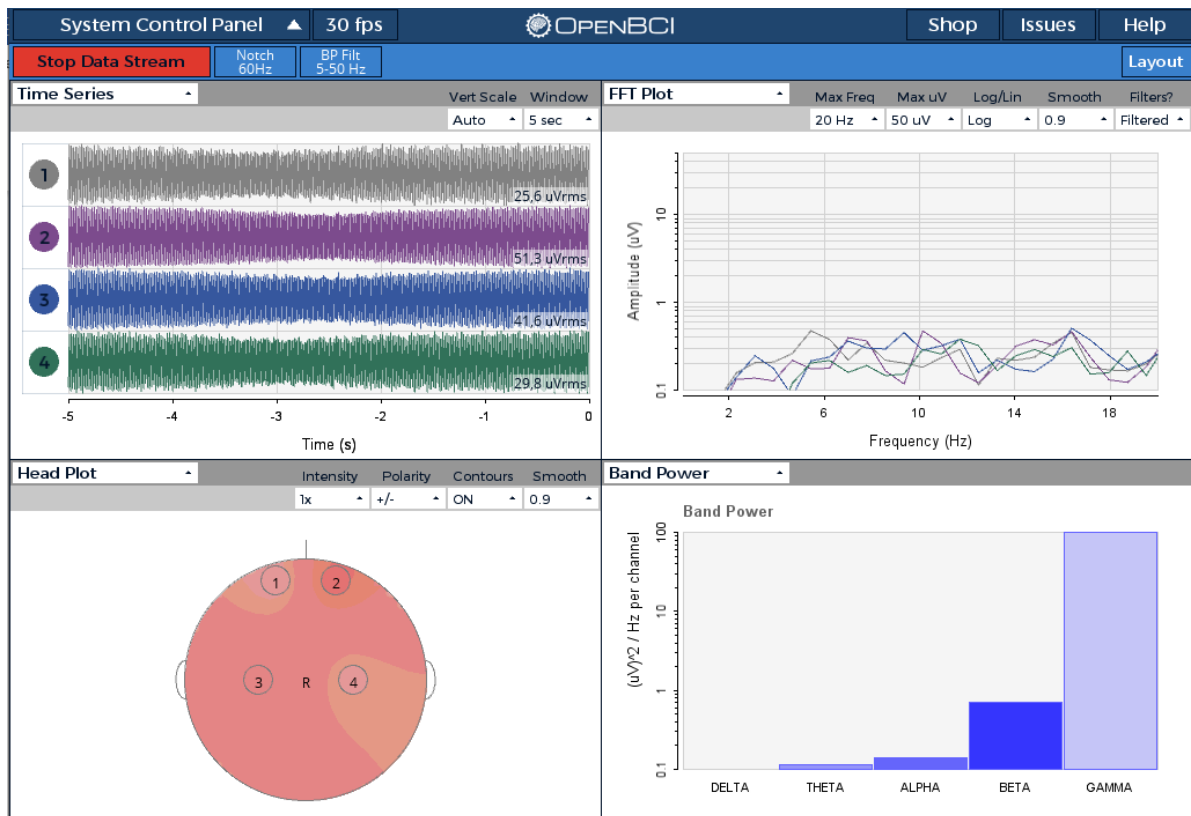 System Control Panel 30 fps OPENBCI Shop Issues Help
Stop Data Stream Notch 60Hz BP Filt 5-50 Hz Layout
Time Series
Vert Scale Window
Auto 5 sec
1 25,6 uVrms
2 51,3 uVrms
3 41,6 uVrms
4 29,8 uVrms
-5 -4 -3 -2 -1 0
Time (s)
FFT Plot
Max Freq Max uV Log/Lin Smooth Filters?
20 Hz 50 uV Log 0.9 Filtered
Amplitude (uV)
10
1
0.1
2 6 10 14 18
Frequency (Hz)
Head Plot
Intensity Polarity Contours Smooth
1x +/- ON 0.9
1 2
3 R 4
Band Power
Band Power
(uV)^2 / Hz per channel
100
10
1
0.1
DELTA THETA ALPHA BETA GAMMA